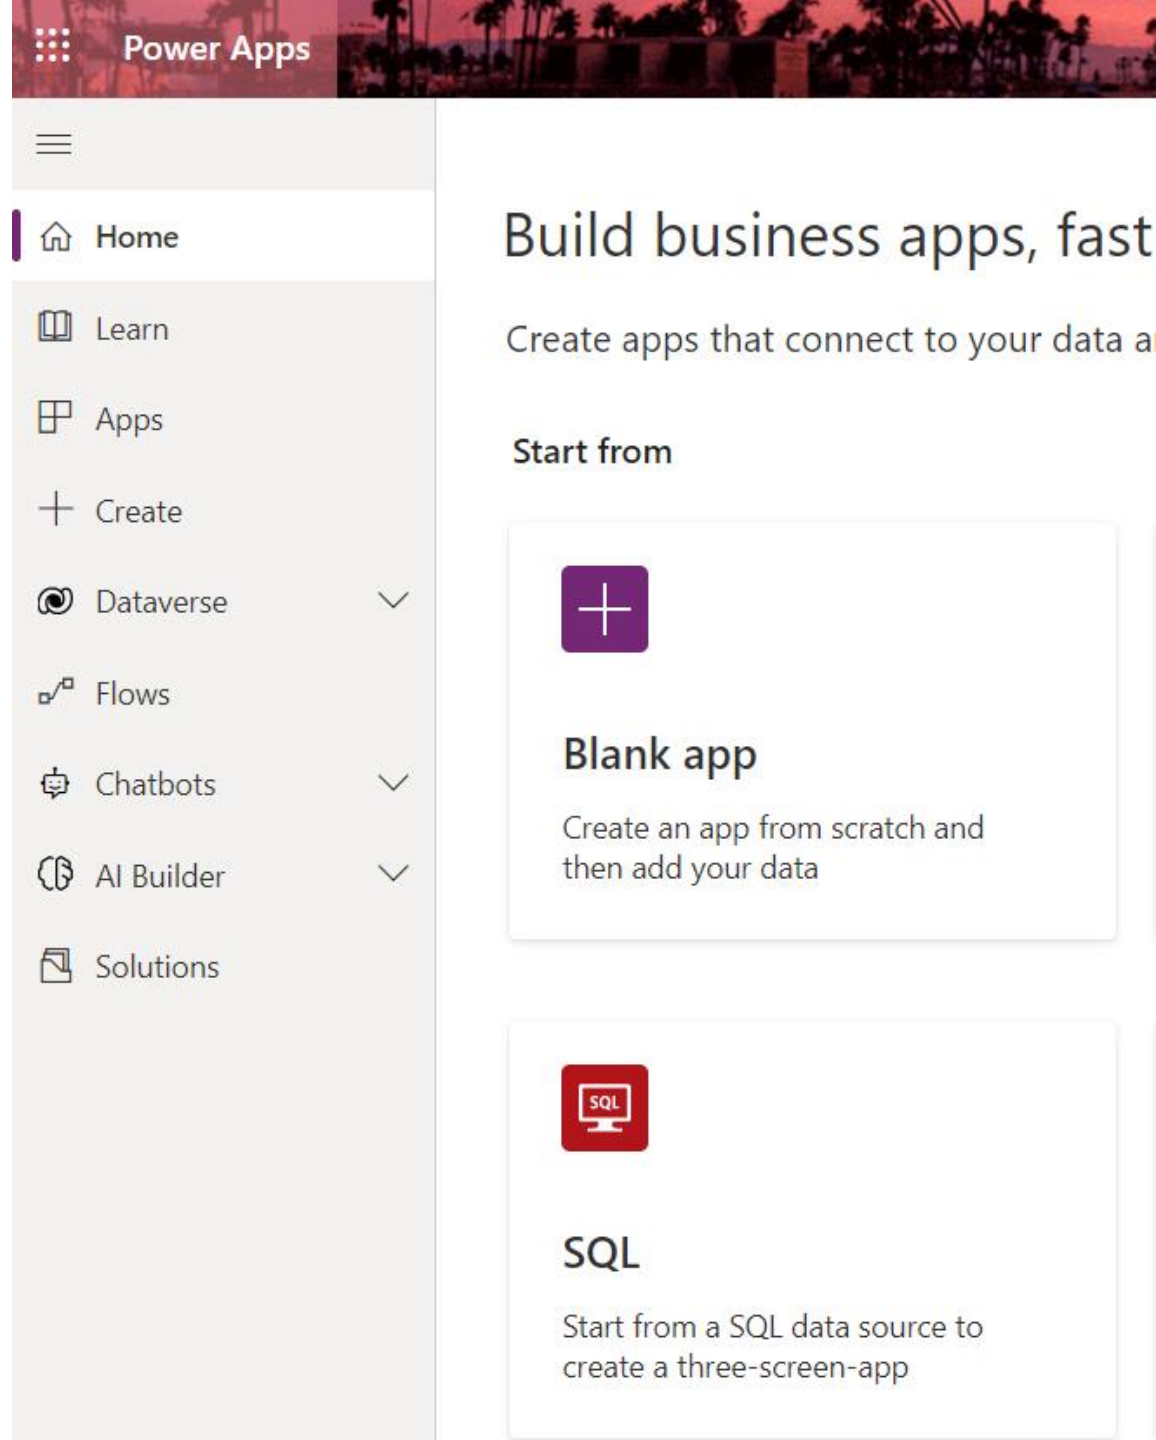 Power Apps
Home
Learn
Apps
Create
Dataverse
Flows
Chatbots
AI Builder
Solutions
Build business apps, fast
Create apps that connect to your data
Start from
Blank app
Create an app from scratch and
then add your data
SQL
SQL
Start from a SQL data source to
create a three-screen-app